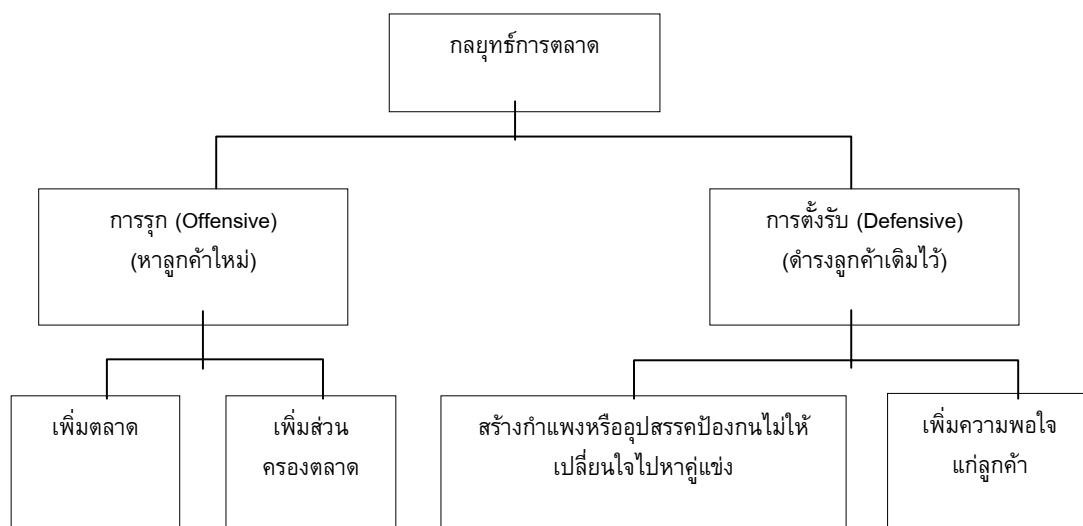 กลยุทธ์การตลาด
การรุก (Offensive)
(หาลูกค้าใหม่)
การตั้งรับ (Defensive)
(ดำรงลูกค้าเดิมไว้)
เพิ่มตลาด
เพิ่มส่วน
ครองตลาด
สร้างกำแพงหรืออุปสรรคป้องกนไม่ให้
เปลี่ยนใจไปหาคู่แข่ง
เพิ่มความพอใจ
แก่ลูกค้า